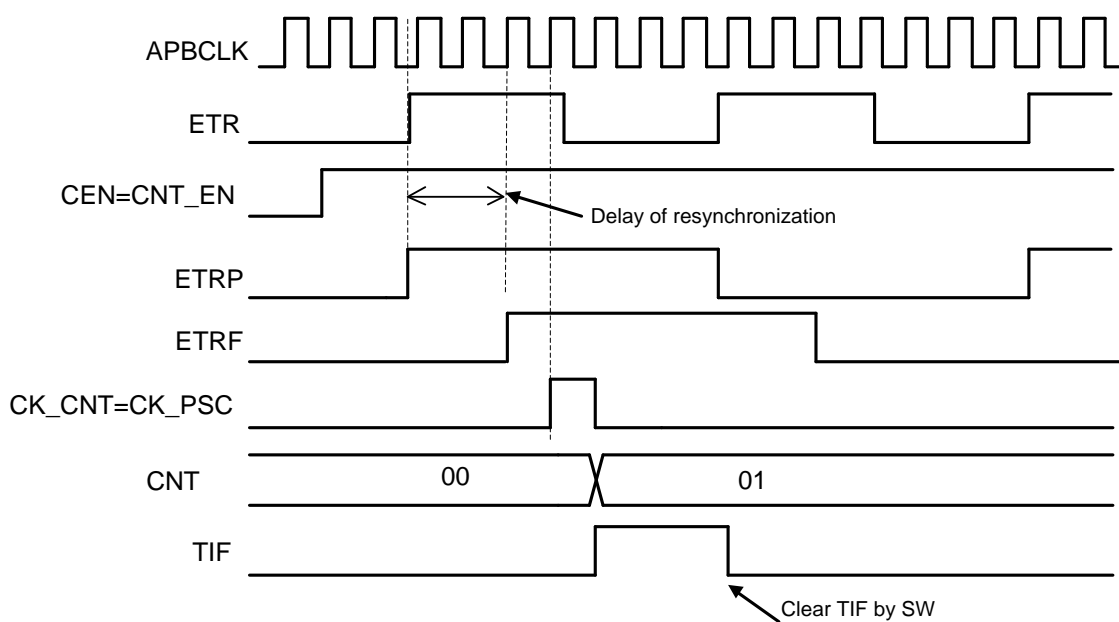 APBCLK
ETR
CEN=CNT_EN
Delay of resynchronization
ETRP
ETRF
CK_CNT=CK_PSC
CNT
00
01
TIF
Clear TIF by SW